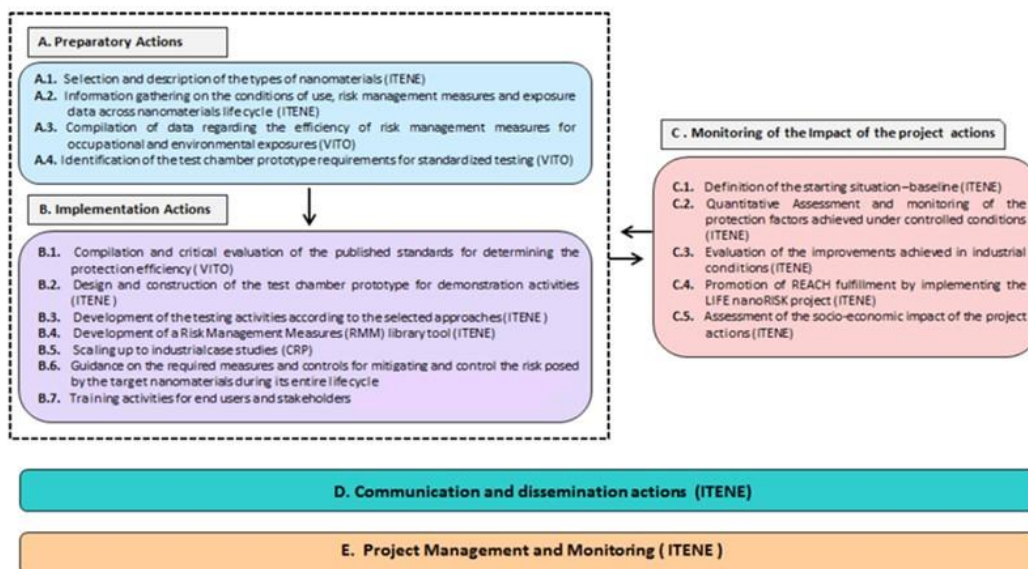 A. Preparatory Actions
A.1. Selection and description of the types of nanomaterials (ITENE)
A.2. Information gathering on the conditions of use, risk management measures and exposure
data across nanomaterials lifecycle (ITENE)
A.3. Compilation of data regarding the efficiency of risk management measures for
occupational and environmental exposures (VITO)
A.4. Identification of the test chamber prototype requirements for standardized testing (VITO)
B. Implementation Actions
B.1. Compilation and critical evaluation of the published standards for determining the
protection efficiency (VITO)
B.2. Design and construction of the test chamber prototype for demonstration activities
(ITENE)
B.3. Development of the testing activities according to the selected approaches (ITENE)
B.4. Development of a Risk Management Measures (RMM) library tool (ITENE)
B.5. Scaling up to industrial case studies (CRP)
B.6. Guidance on the required measures and controls for mitigating and control the risk posed
by the target nanomaterials during its entire lifecycle
B.7. Training activities for end users and stakeholders
C . Monitoring of the Impact of the project actions
C.1. Definition of the starting situation–baseline (ITENE)
C.2. Quantitative Assessment and monitoring of the
protection factors achieved under controlled conditions
(ITENE)
C.3. Evaluation of the improvements achieved in industrial
conditions (ITENE)
C.4. Promotion of REACH fulfillment by implementing the
LIFE nanoRISK project (ITENE)
C.5. Assessment of the socio-economic impact of the project
actions (ITENE)
D. Communication and dissemination actions (ITENE)
E. Project Management and Monitoring ( ITENE )